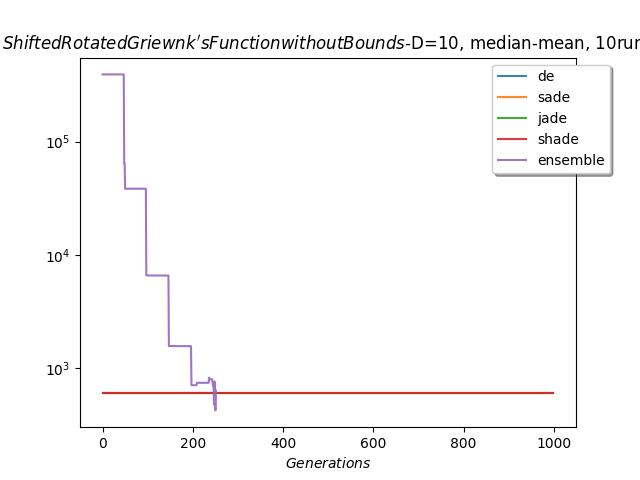 ShiftedRotatedGriewnk'sFunctionwithoutBounds-D=10, median-mean, 10run
de
sade
jade
shade
ensemble
10^5
10^4
10^3
0 200 400 600 800 1000
Generations